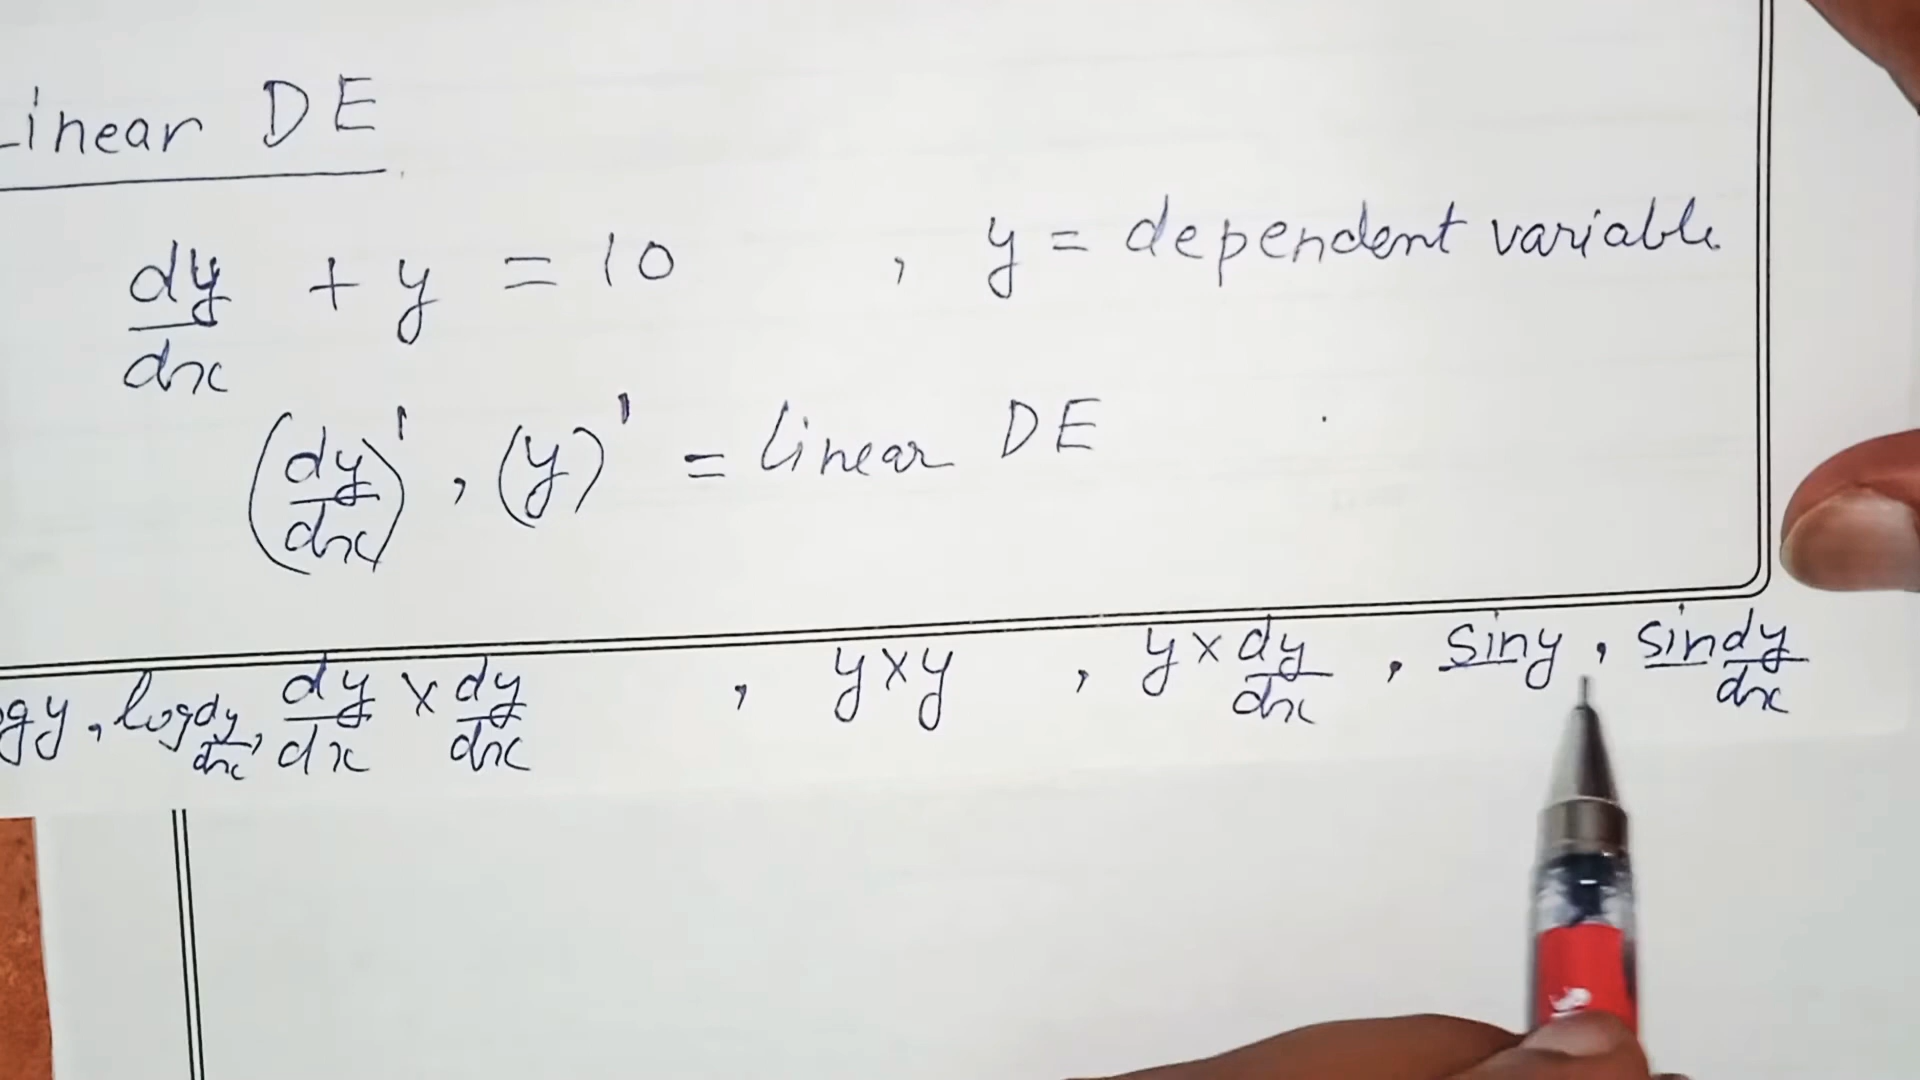 Linear DE
dy/dx + y = 10 , y = dependent variable
(dy/dx)¹ , (y)¹ = linear DE
gy, log dy/dx, dy/dx × dy/dx , y×y , y× dy/dx , siny , sin dy/dx